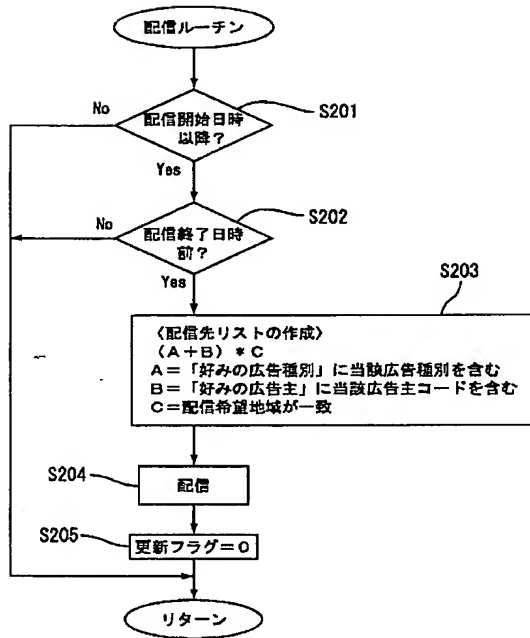 配信ルーチン
No
配信開始日時
以降?
S201
Yes
No
配信終了日時
前?
S202
Yes
S203
〈配信先リストの作成〉
(A+B)*C
A=「好みの広告種別」に当該広告種別を含む
B=「好みの広告主」に当該広告主コードを含む
C=配信希望地域が一致
S204
配信
S205
更新フラグ=0
リターン